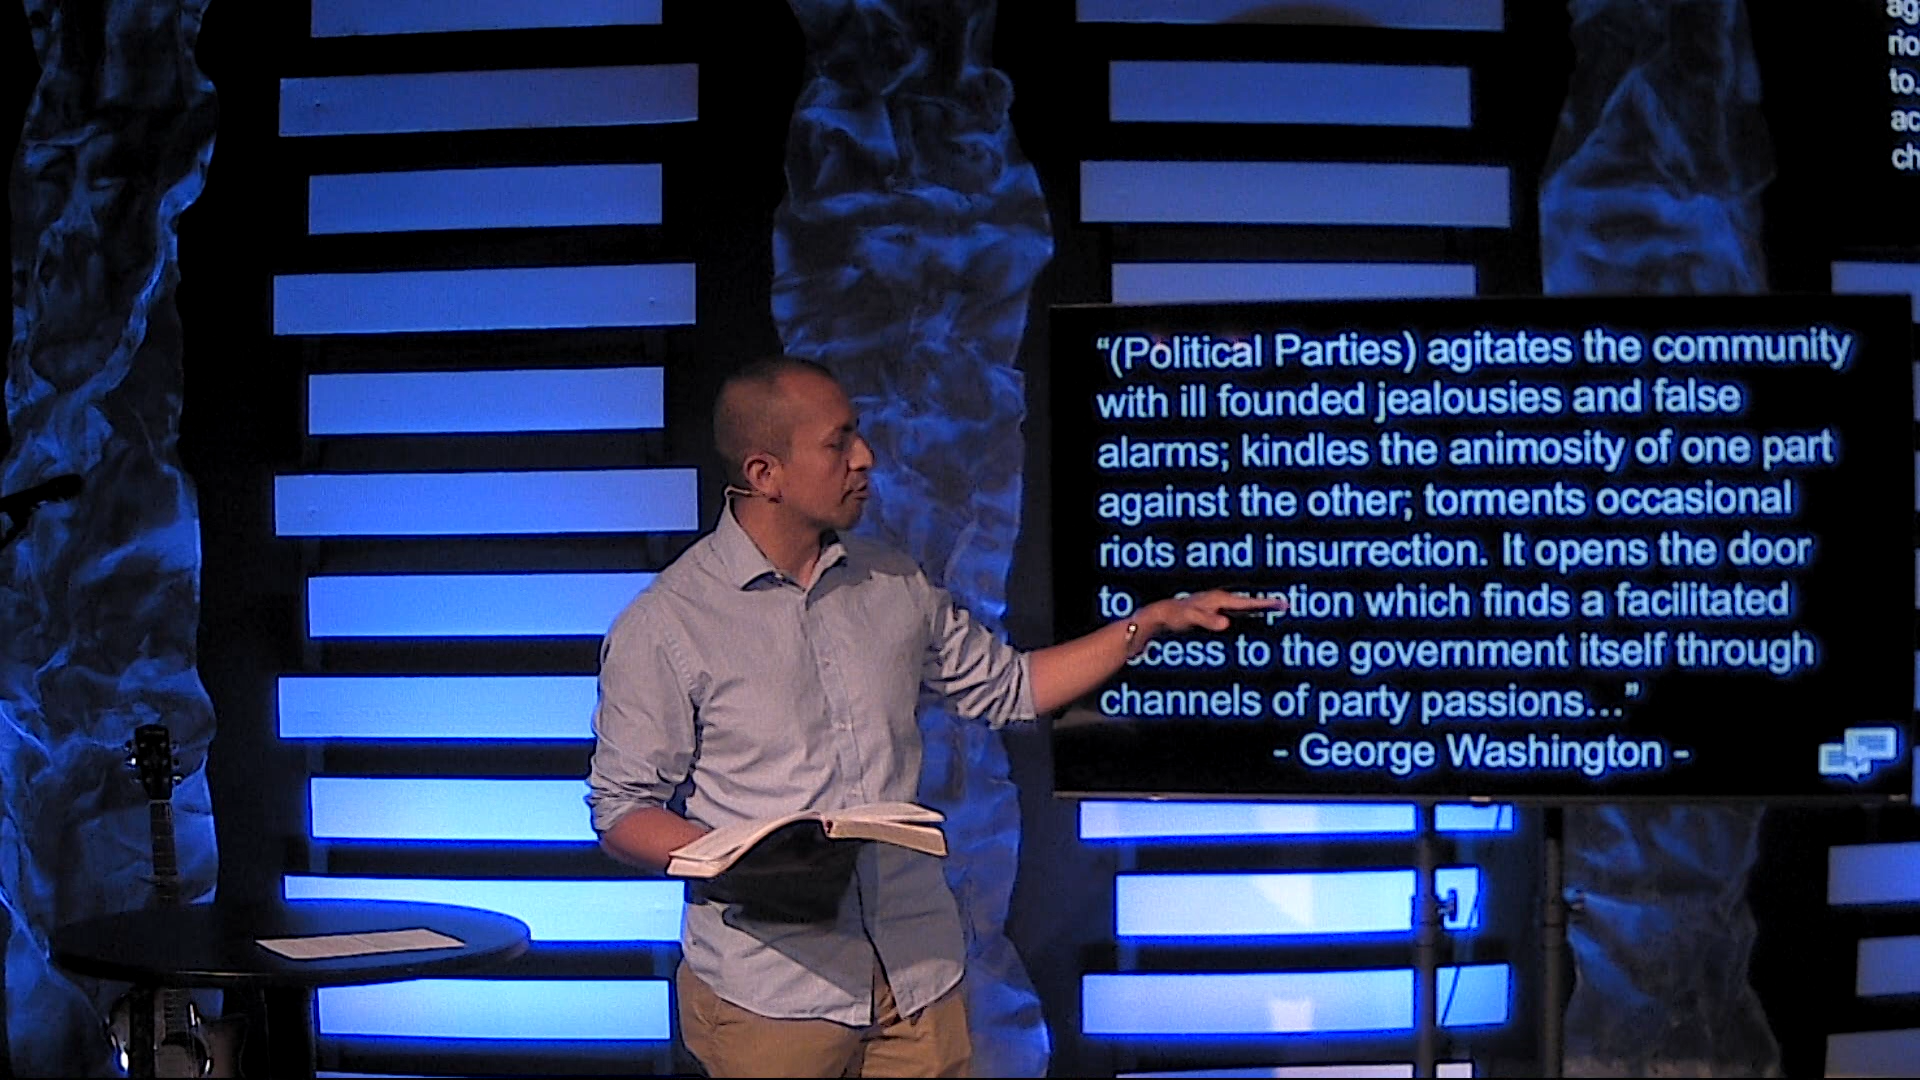 “(Political Parties) agitates the community
with ill founded jealousies and false
alarms; kindles the animosity of one part
against the other; torments occasional
riots and insurrection. It opens the door
to which finds a facilitated
to the government itself through
channels of party passions…”
- George Washington -